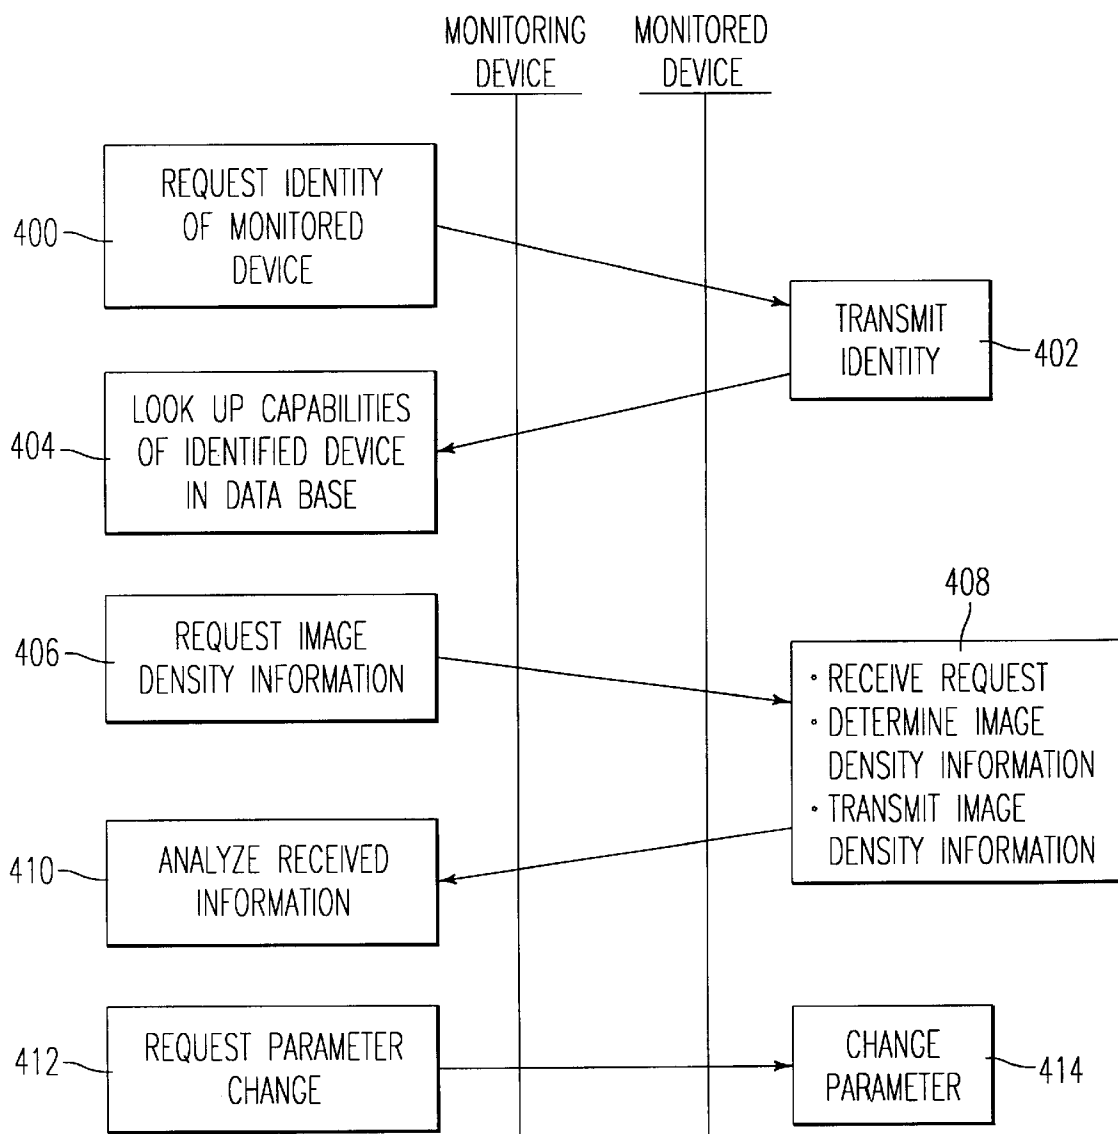 MONITORING
DEVICE
MONITORED
DEVICE
REQUEST IDENTITY
OF MONITORED
DEVICE
400
TRANSMIT
IDENTITY
402
LOOK UP CAPABILITIES
OF IDENTIFIED DEVICE
IN DATA BASE
404
REQUEST IMAGE
DENSITY INFORMATION
406
408
• RECEIVE REQUEST
• DETERMINE IMAGE
DENSITY INFORMATION
• TRANSMIT IMAGE
DENSITY INFORMATION
ANALYZE RECEIVED
INFORMATION
410
REQUEST PARAMETER
CHANGE
412
CHANGE
PARAMETER
414